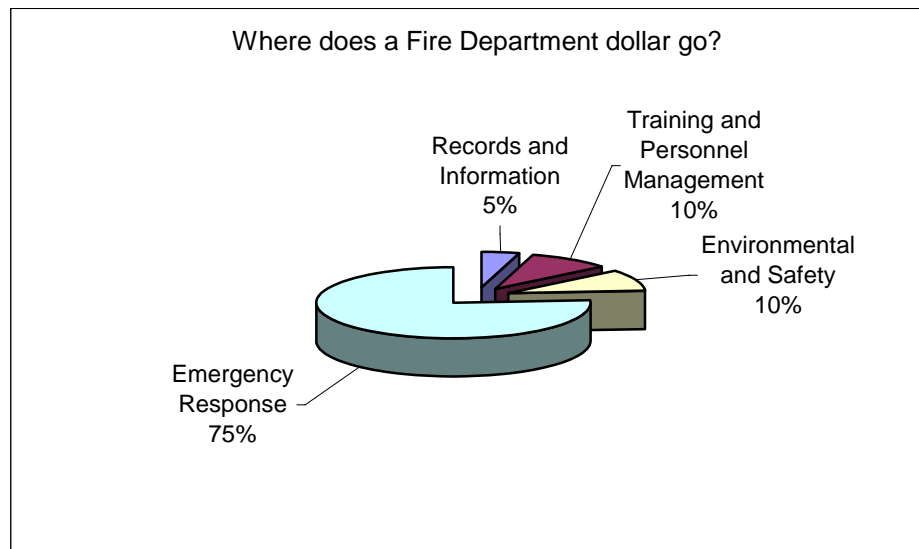 Where does a Fire Department dollar go?
Records and
Information
5%
Training and
Personnel
Management
10%
Environmental
and Safety
10%
Emergency
Response
75%